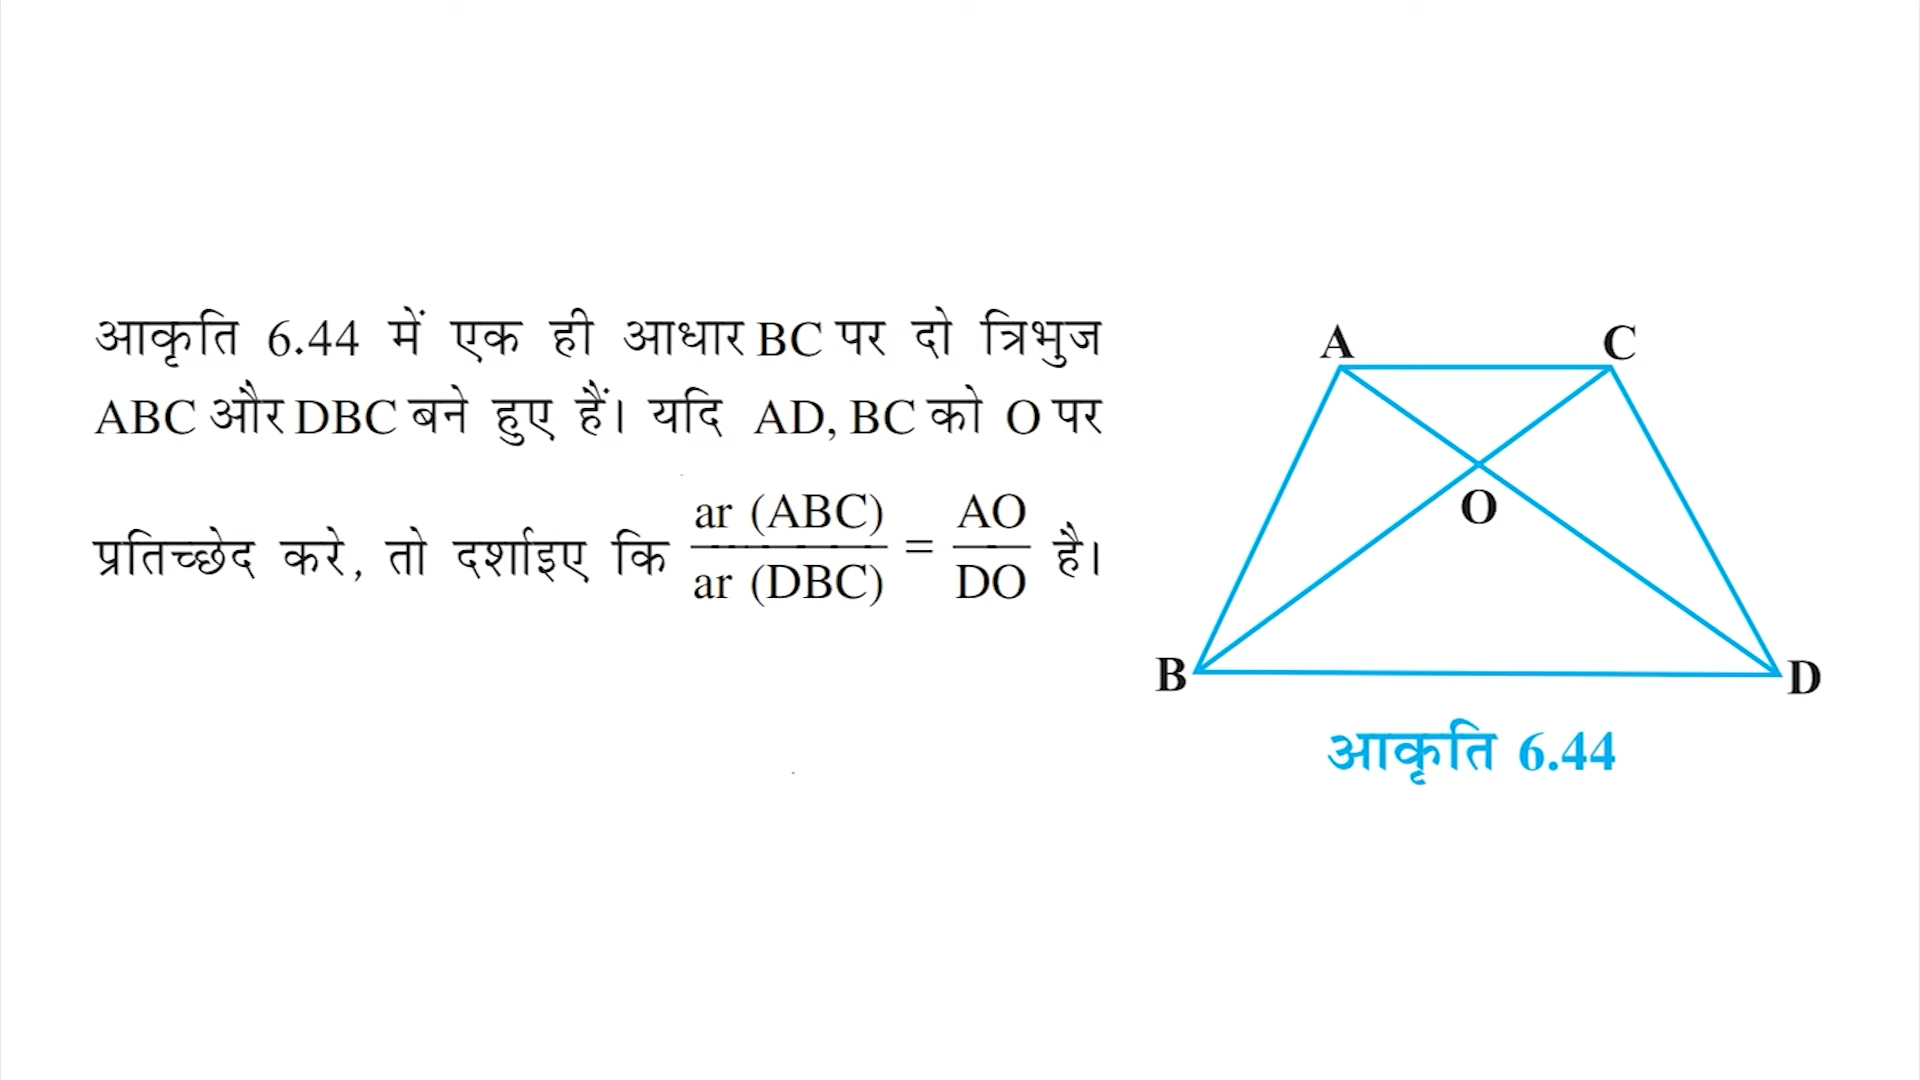 आकृति 6.44 में एक ही आधार BC पर दो त्रिभुज
ABC और DBC बने हुए हैं। यदि AD, BC को O पर
प्रतिच्छेद करे, तो दर्शाइए कि ar (ABC) / ar (DBC) = AO / DO है।
A
C
O
B
D
आकृति 6.44